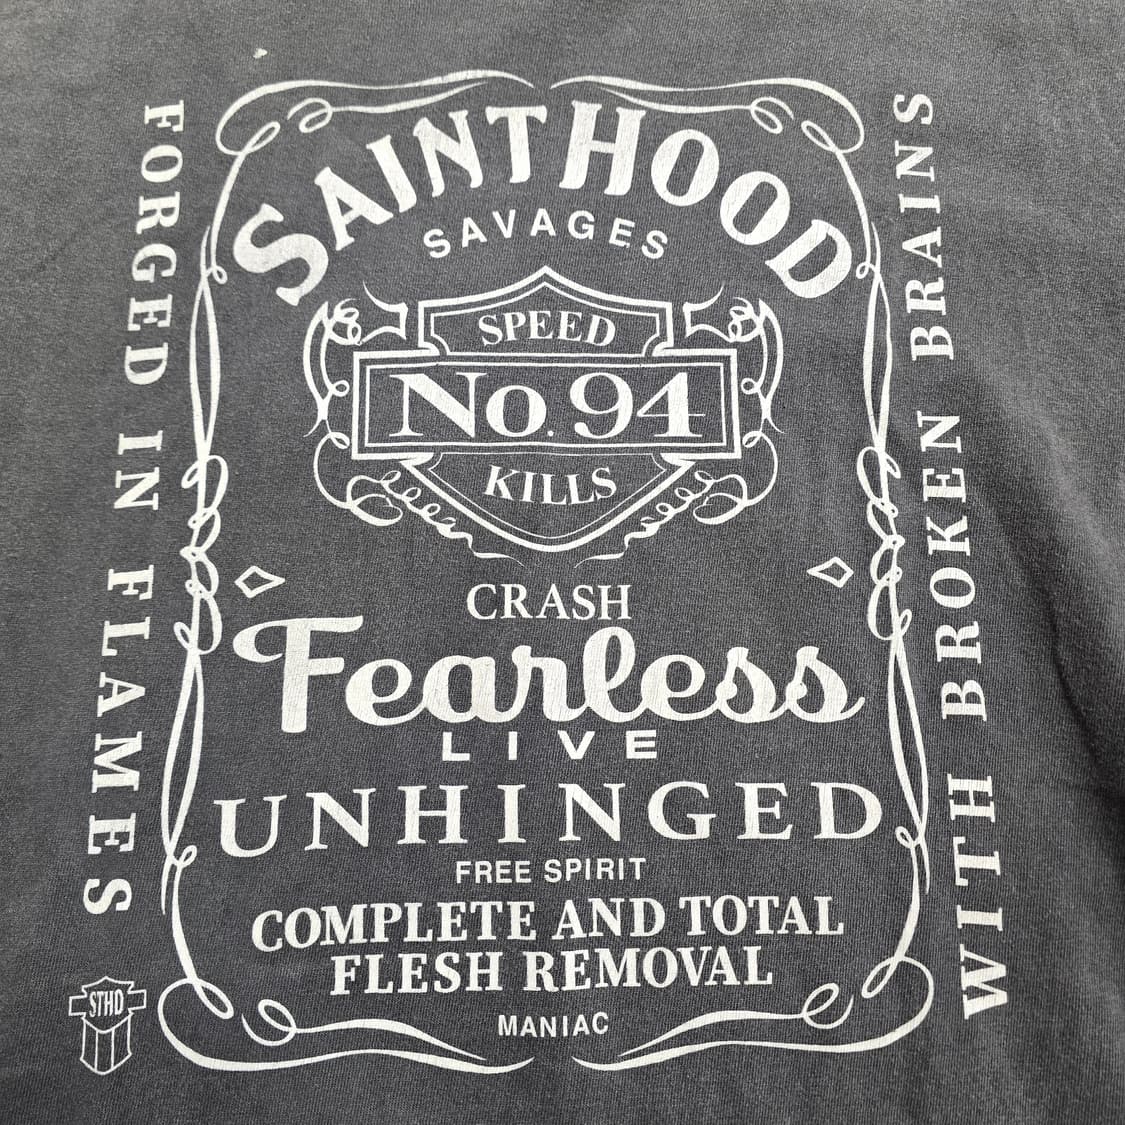 SAINTHOOD
SAVAGES
SPEED
No. 94
KILLS
CRASH
Fearless
LIVE
UNHINGED
FREE SPIRIT
COMPLETE AND TOTAL
FLESH REMOVAL
MANIAC
FORGED IN FLAMES
WITH BROKEN BRAINS
STHD